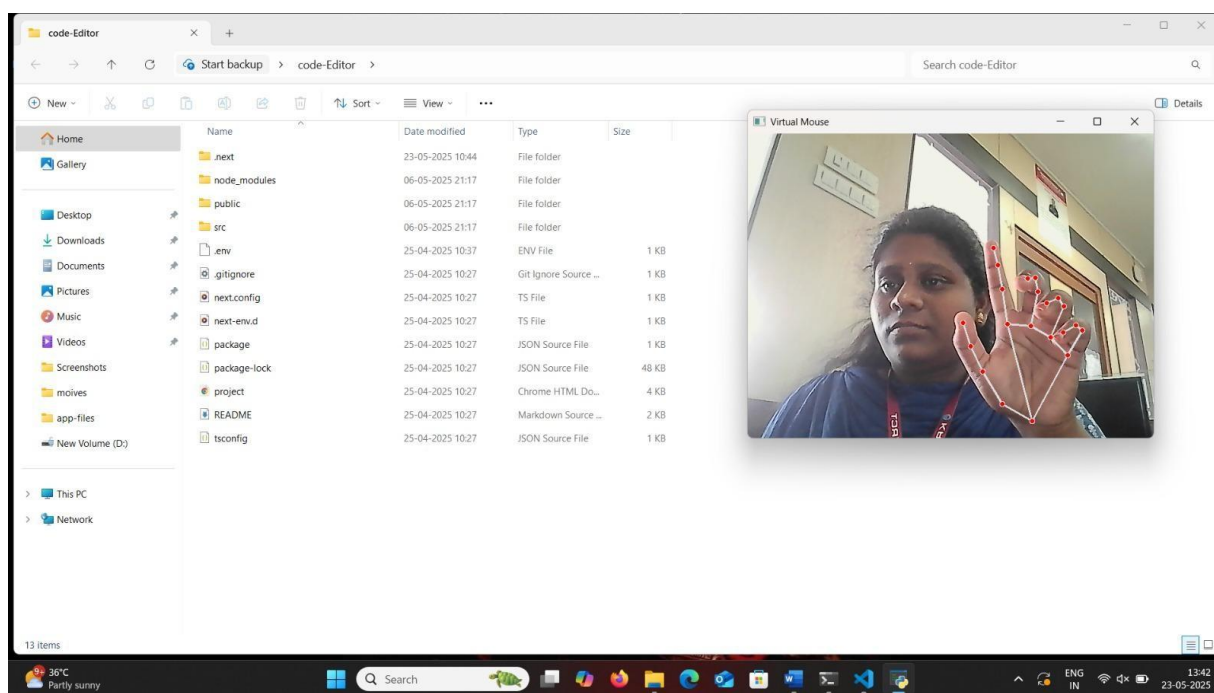 code-Editor
Start backup > code-Editor >
Search code-Editor
New
Sort
View
Details
Name Date modified Type Size
.next 23-05-2025 10:44 File folder
node_modules 06-05-2025 21:17 File folder
public 06-05-2025 21:17 File folder
src 06-05-2025 21:17 File folder
.env 25-04-2025 10:37 ENV File 1 KB
.gitignore 25-04-2025 10:27 Git Ignore Source ... 1 KB
next.config 25-04-2025 10:27 TS File 1 KB
next-env.d 25-04-2025 10:27 TS File 1 KB
package 25-04-2025 10:27 JSON Source File 1 KB
package-lock 25-04-2025 10:27 JSON Source File 48 KB
project 25-04-2025 10:27 Chrome HTML Do... 4 KB
README 25-04-2025 10:27 Markdown Source ... 2 KB
tsconfig 25-04-2025 10:27 JSON Source File 1 KB
Home
Gallery
Desktop
Downloads
Documents
Pictures
Music
Videos
Screenshots
moives
app-files
New Volume (D:)
This PC
Network
Virtual Mouse
13 items
9+
36°C
Partly sunny
Search
ENG
IN
13:42
23-05-2025